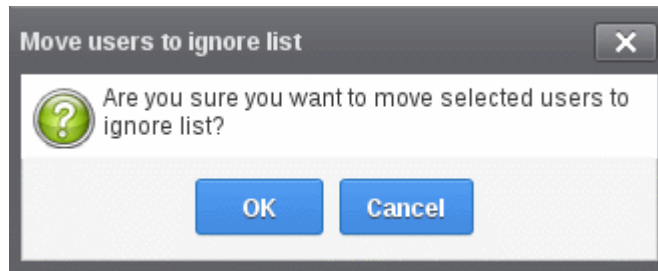 Move users to ignore list
Are you sure you want to move selected users to
ignore list?
OK
Cancel